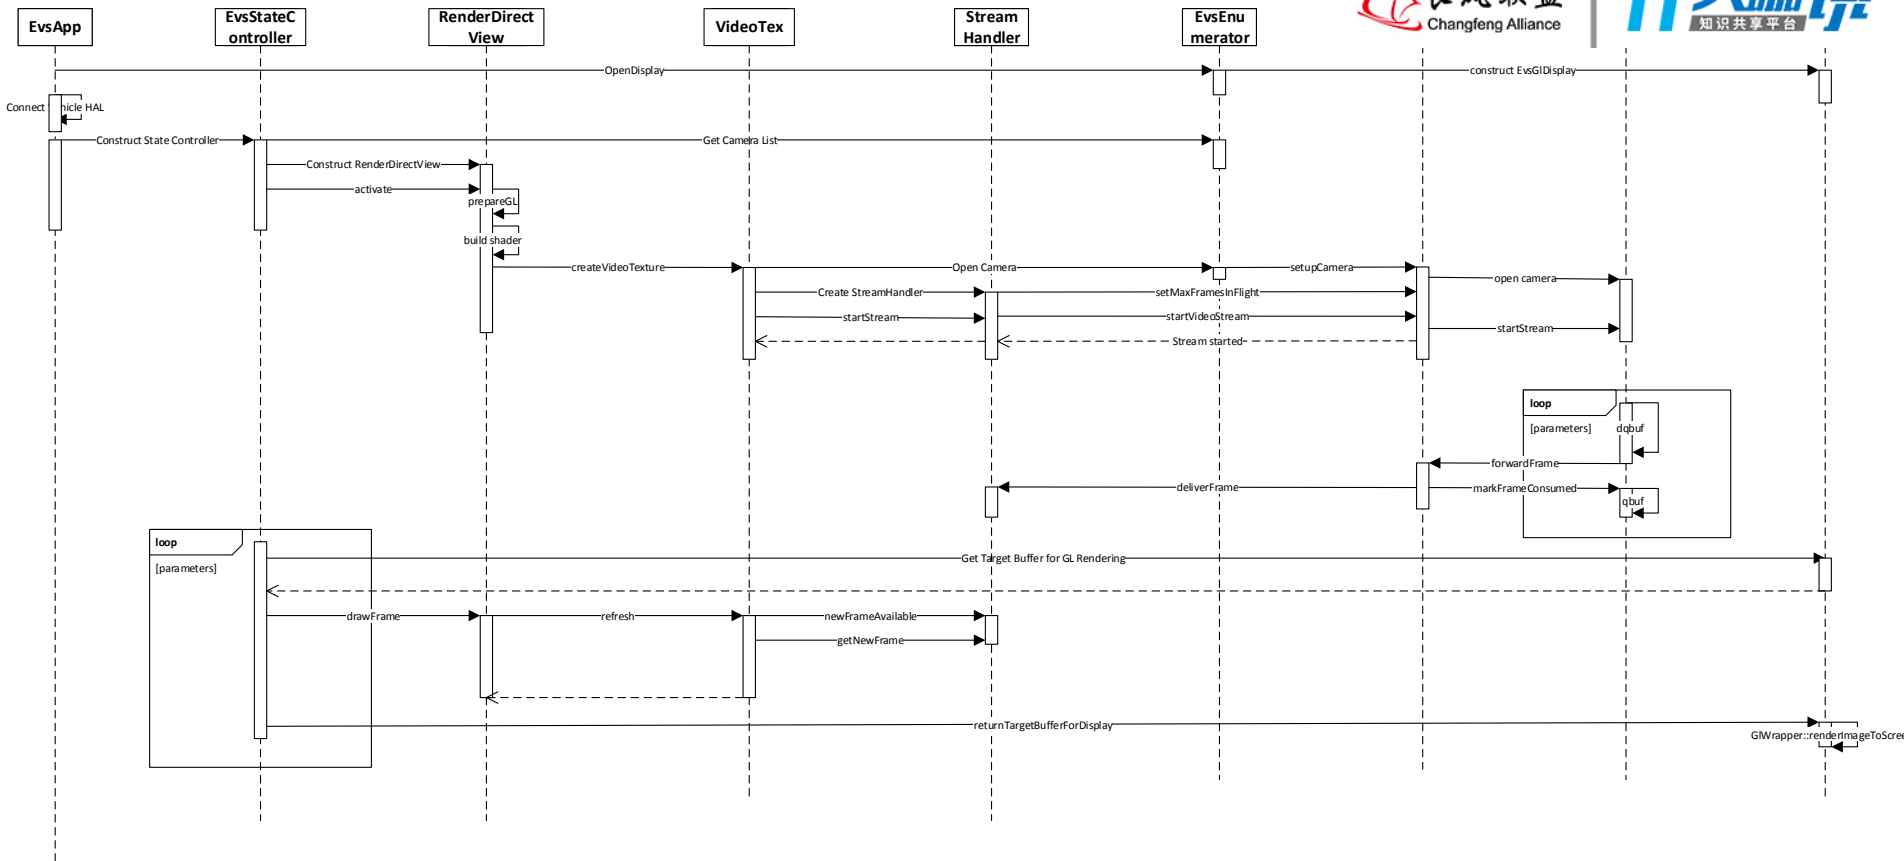 EvsApp
EvsStateC
ontroller
RenderDirect
View
VideoTex
Stream
Handler
EvsEnu
merator
Changfeng Alliance
知识共享平台
OpenDisplay
construct EvsGlDisplay
Connect
hicle HAL
Construct State Controller
Get Camera List
Construct RenderDirectView
activate
prepareGL
build shader
createVideoTexture
Open Camera
setupCamera
open camera
Create StreamHandler
setMaxFramesInFlight
startStream
startVideoStream
startStream
Stream started
loop
[parameters]
dqbuf
forwardFrame
deliverFrame
markFrameConsumed
qbuf
loop
[parameters]
Get Target Buffer for GL Rendering
drawFrame
refresh
newFrameAvailable
getNewFrame
returnTargetBufferForDisplay
GlWrapper::renderImageToScree